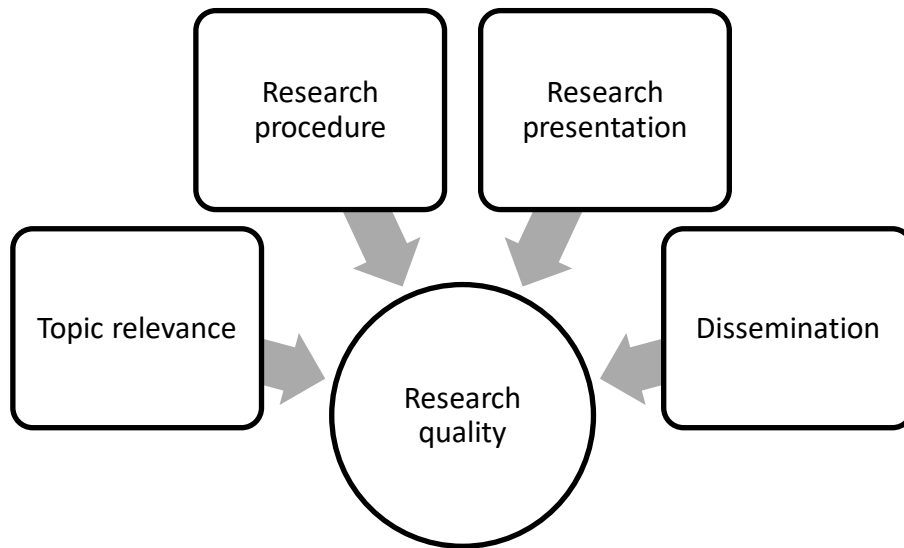 Research
procedure
Research
presentation
Topic relevance
Dissemination
Research
quality